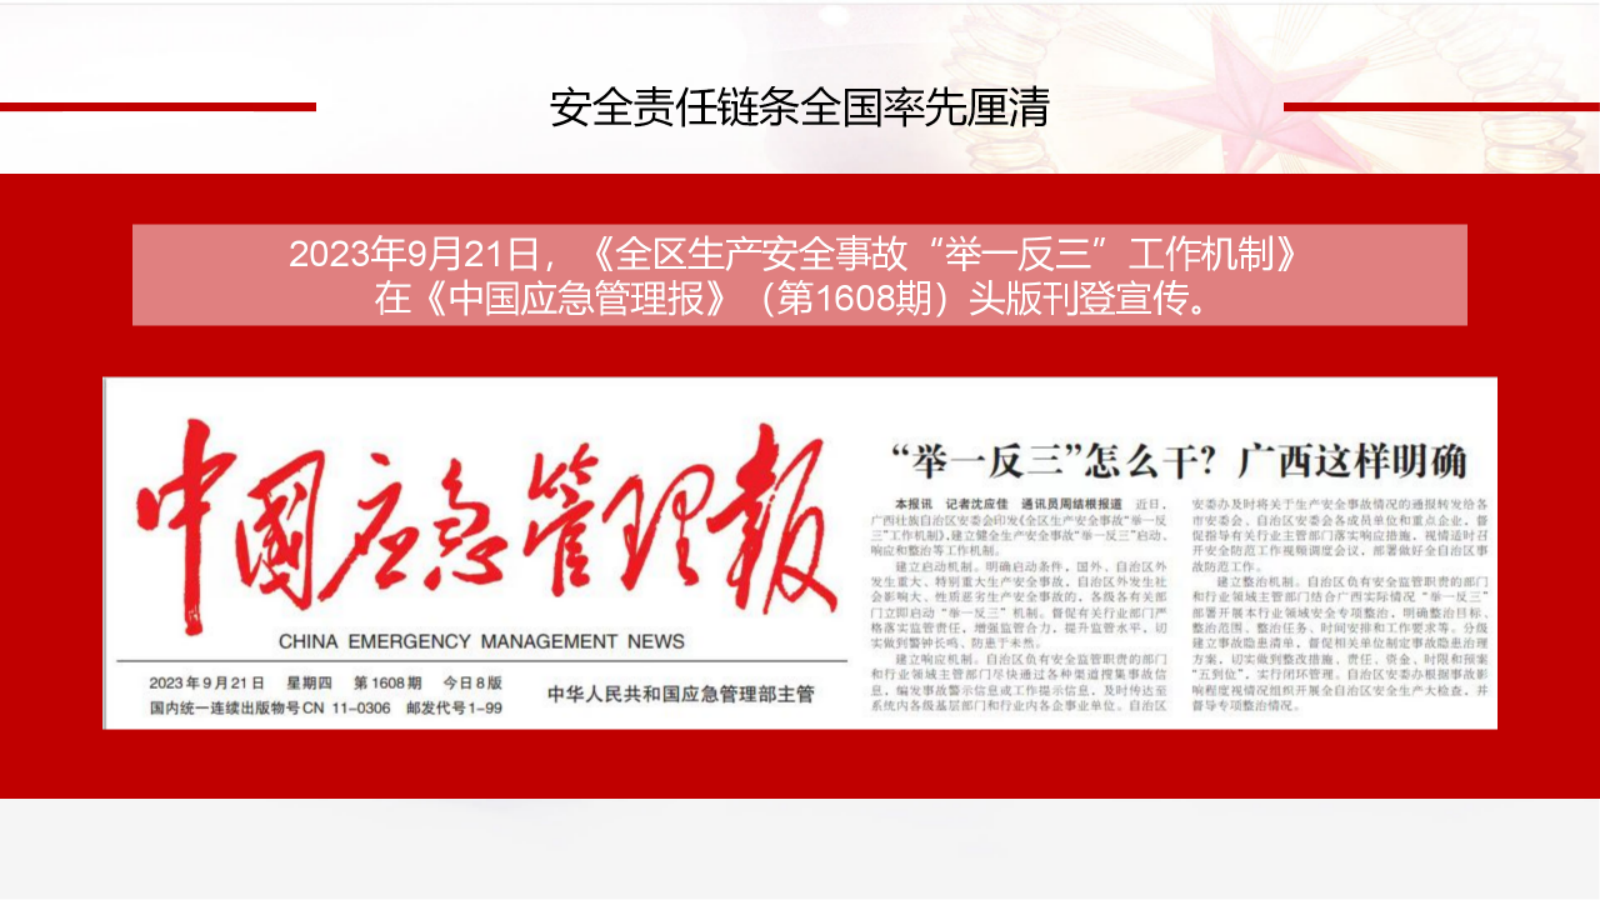 安全责任链条全国率先厘清
2023年9月21日，《全区生产安全事故“举一反三”工作机制》
在《中国应急管理报》（第1608期）头版刊登宣传。
中國应急管理報
CHINA EMERGENCY MANAGEMENT NEWS
2023年9月21日 星期四 第1608期 今日8版
国内统一连续出版物号CN 11-0306 邮发代号1-99
中华人民共和国应急管理部主管
“举一反三”怎么干？广西这样明确
本报讯 记者沈应佳 通讯员周结根报道 近日，
广西壮族自治区安委会印发《全区生产安全事故“举一反
三”工作机制》，建立健全生产安全事故“举一反三”启动、
响应和整治等工作机制。
建立启动机制。明确启动条件，国外、自治区外
发生重大、特别重大生产安全事故，自治区外发生社
会影响大、性质恶劣生产安全事故的，各级各有关部
门立即启动“举一反三”机制。督促有关行业部门严
格落实监管责任，增强监管合力，提升监管水平，切
实做到警钟长鸣、防患于未然。
建立响应机制。自治区负有安全监管职责的部门
和行业领域主管部门尽快通过各种渠道搜集事故信
息，编发事故警示信息或工作提示信息，及时传达至
系统内各级基层部门和行业内各企事业单位。自治区
安委办及时将关于生产安全事故情况的通报转发给各
市安委会、自治区安委会各成员单位和重点企业，督
促指导有关行业主管部门落实响应措施，视情适时召
开安全防范工作视频调度会议，部署做好全自治区事
故防范工作。
建立整治机制。自治区负有安全监管职责的部门
和行业领域主管部门结合广西实际情况“举一反三”
部署开展本行业领域安全专项整治，明确整治目标、
整治范围、整治任务、时间安排和工作要求等。分级
建立事故隐患清单，督促相关单位制定事故隐患治理
方案，切实做到整改措施、责任、资金、时限和预案
“五到位”，实行闭环管理。自治区安委办根据事故影
响程度视情况组织开展全自治区安全生产大检查，并
督导专项整治情况。